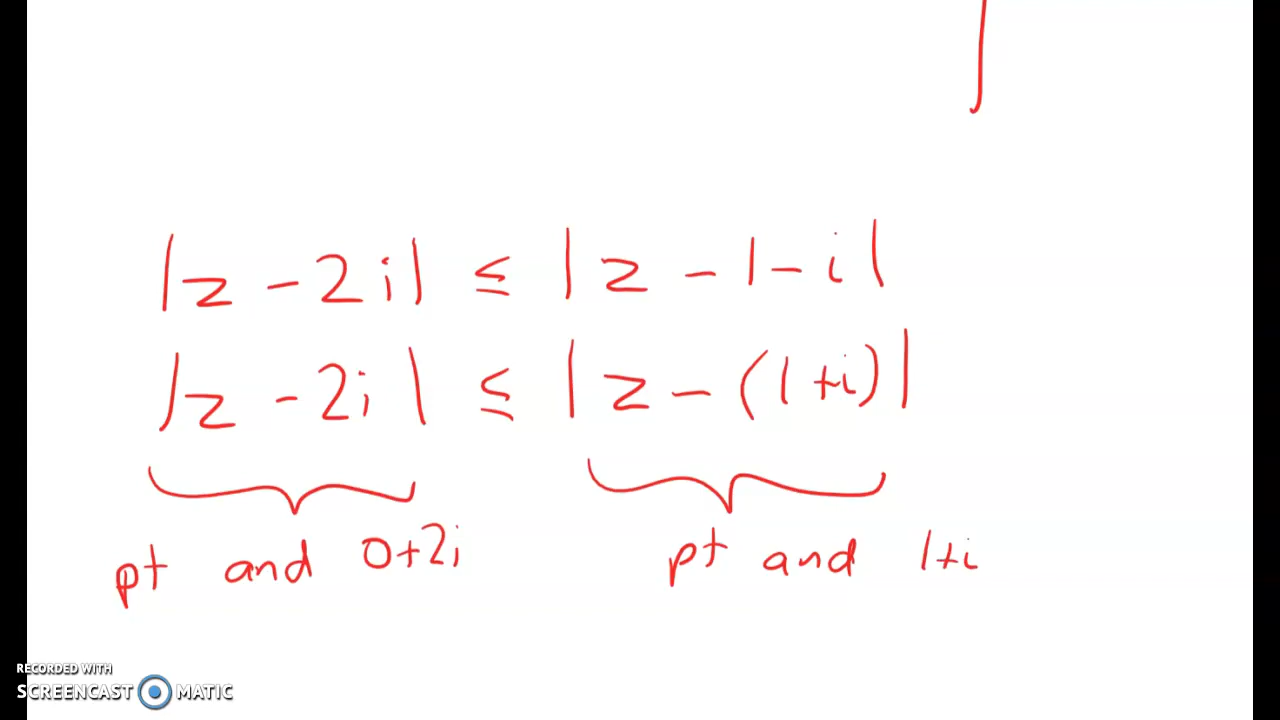 |z - 2i| ≤ |z - 1 - i|
|z - 2i| ≤ |z - (1+i)|
pt and 0+2i pt and 1+i
RECORDED WITH
SCREENCAST MATIC